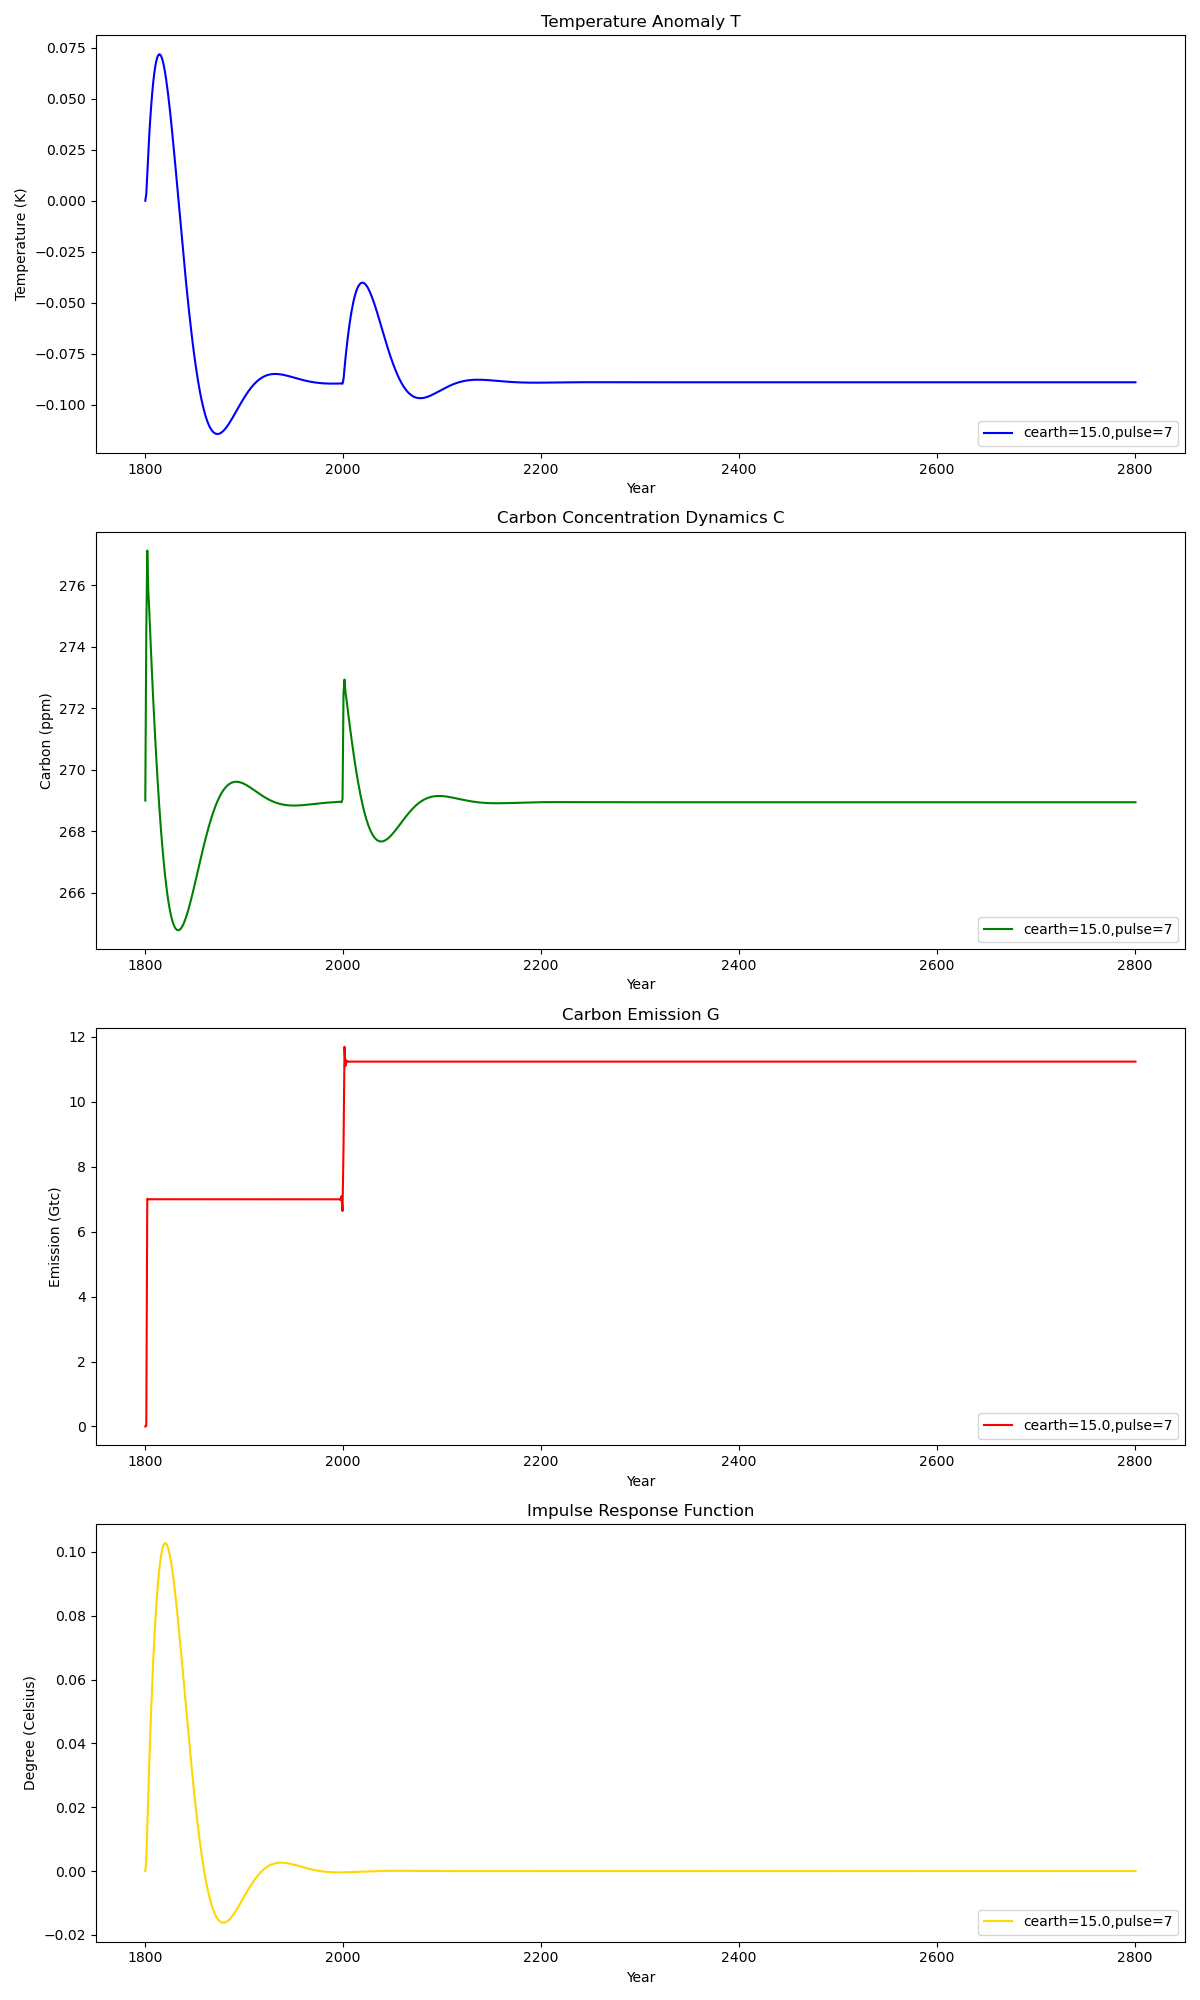 Temperature Anomaly T
0.075
0.050
0.025
0.000
−0.025
−0.050
−0.075
−0.100
Temperature (K)
cearth=15.0,pulse=7
1800 2000 2200 2400 2600 2800
Year
Carbon Concentration Dynamics C
276
274
272
270
268
266
Carbon (ppm)
cearth=15.0,pulse=7
1800 2000 2200 2400 2600 2800
Year
Carbon Emission G
12
10
8
6
4
2
0
Emission (Gtc)
cearth=15.0,pulse=7
1800 2000 2200 2400 2600 2800
Year
Impulse Response Function
0.10
0.08
0.06
0.04
0.02
0.00
−0.02
Degree (Celsius)
cearth=15.0,pulse=7
1800 2000 2200 2400 2600 2800
Year